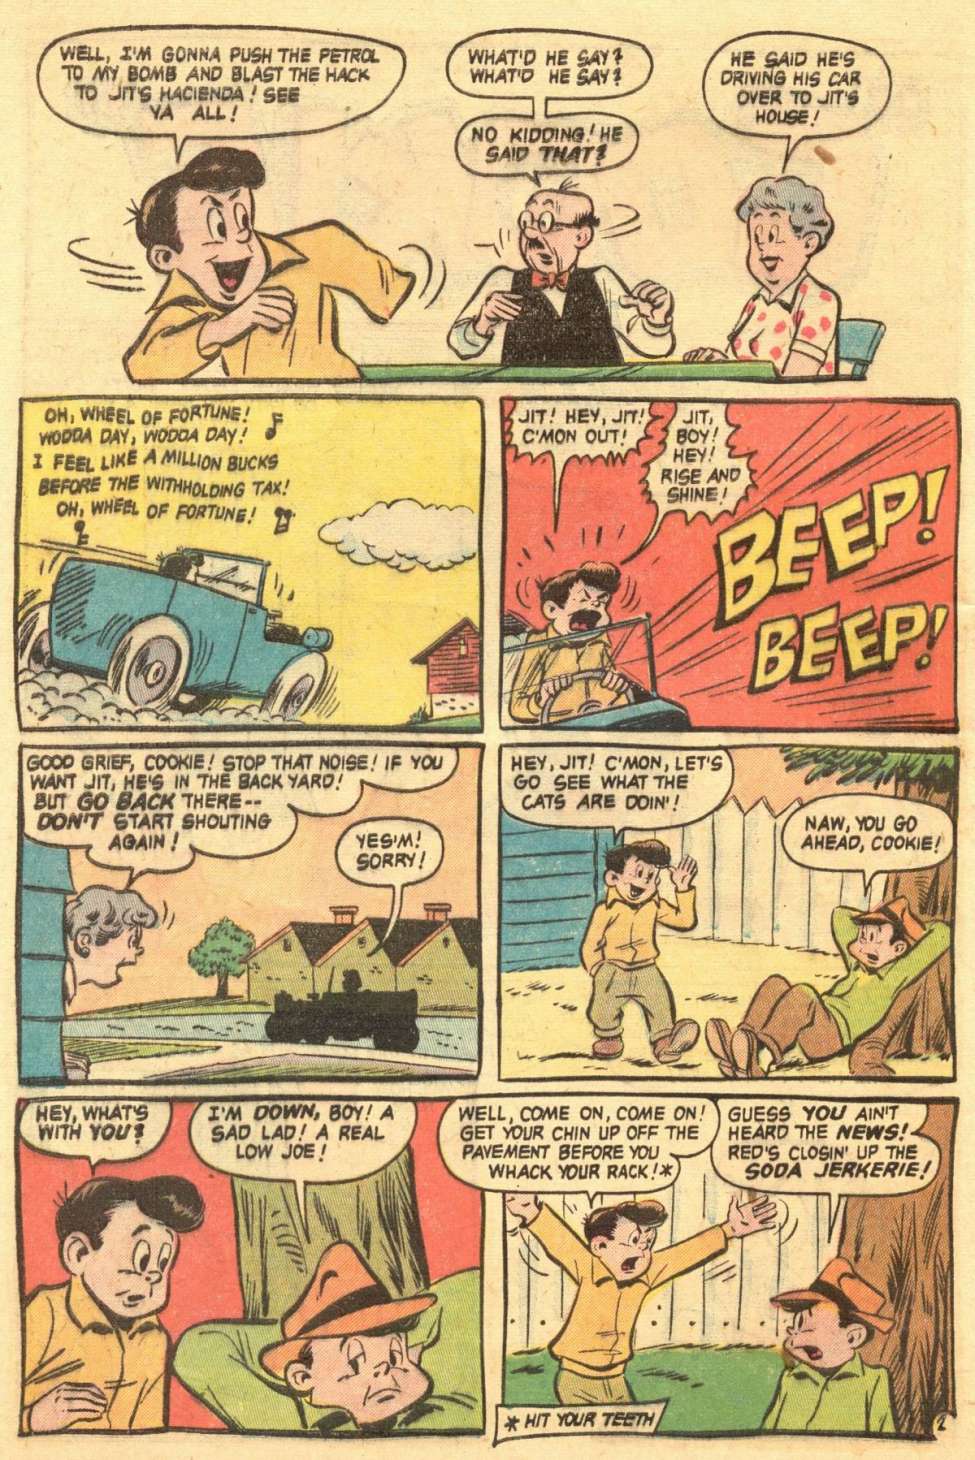 WELL, I'M GONNA PUSH THE PETROL
TO MY BOMB AND BLAST THE HACK
TO JIT'S HACIENDA! SEE
YA ALL!
WHAT'D HE SAY?
WHAT'D HE SAY?
NO KIDDING! HE
SAID THAT?
HE SAID HE'S
DRIVING HIS CAR
OVER TO JIT'S
HOUSE!
OH, WHEEL OF FORTUNE!
WODDA DAY, WODDA DAY!
I FEEL LIKE A MILLION BUCKS
BEFORE THE WITHHOLDING TAX!
OH, WHEEL OF FORTUNE!
JIT! HEY, JIT!
C'MON OUT!
JIT,
BOY!
HEY!
RISE AND
SHINE!
BEEP!
BEEP!
GOOD GRIEF, COOKIE! STOP THAT NOISE! IF YOU
WANT JIT, HE'S IN THE BACK YARD!
BUT GO BACK THERE--
DON'T START SHOUTING
AGAIN!
YES'M!
SORRY!
HEY, JIT! C'MON, LET'S
GO SEE WHAT THE
CATS ARE DOIN'!
NAW, YOU GO
AHEAD, COOKIE!
HEY, WHAT'S
WITH YOU?
I'M DOWN, BOY! A
SAD LAD! A REAL
LOW JOE!
WELL, COME ON, COME ON!
GET YOUR CHIN UP OFF THE
PAVEMENT BEFORE YOU
WHACK YOUR RACK!*
GUESS YOU AIN'T
HEARD THE NEWS!
RED'S CLOSIN' UP THE
SODA JERKERIE!
* HIT YOUR TEETH
2